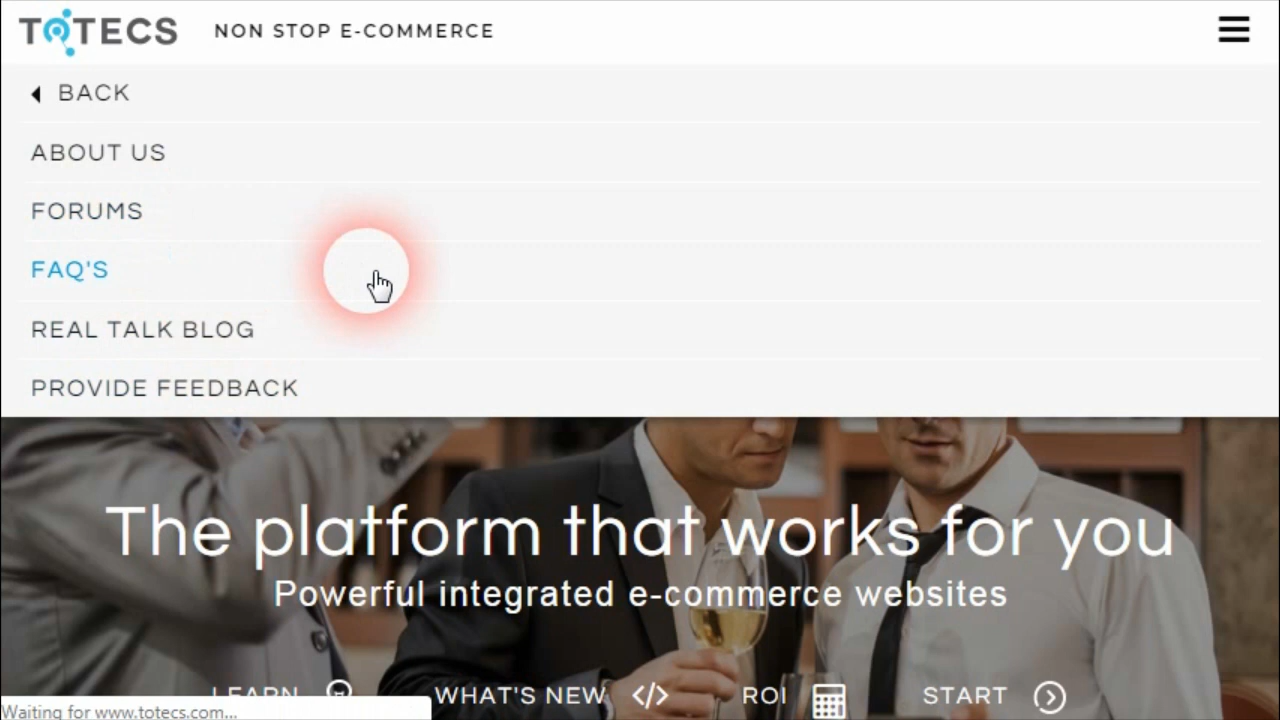 TOTECS NON STOP E-COMMERCE
BACK
ABOUT US
FORUMS
FAQ'S
REAL TALK BLOG
PROVIDE FEEDBACK
The platform that works for you
Powerful integrated e-commerce websites
LEARN WHAT'S NEW </> ROI START
Waiting for www.totecs.com...